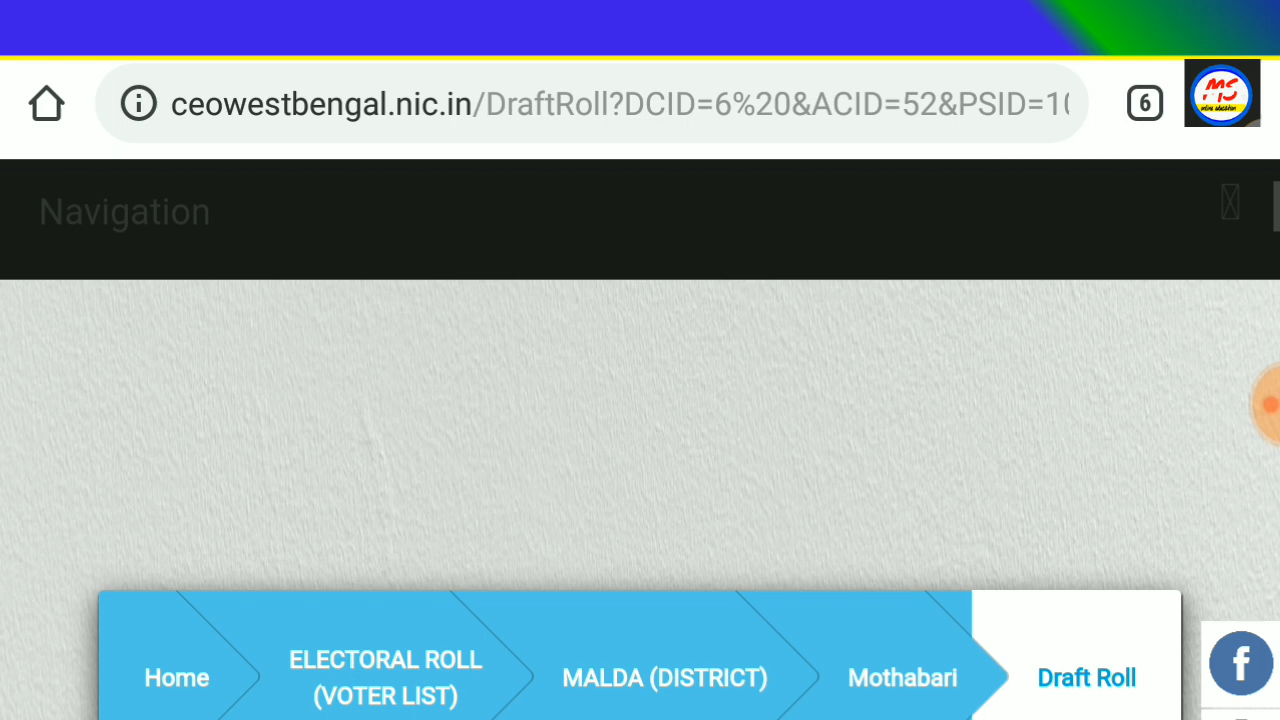 ceowestbengal.nic.in/DraftRoll?DCID=6%20&ACID=52&PSID=10
6
Navigation
Home
ELECTORAL ROLL
(VOTER LIST)
MALDA (DISTRICT)
Mothabari
Draft Roll
f